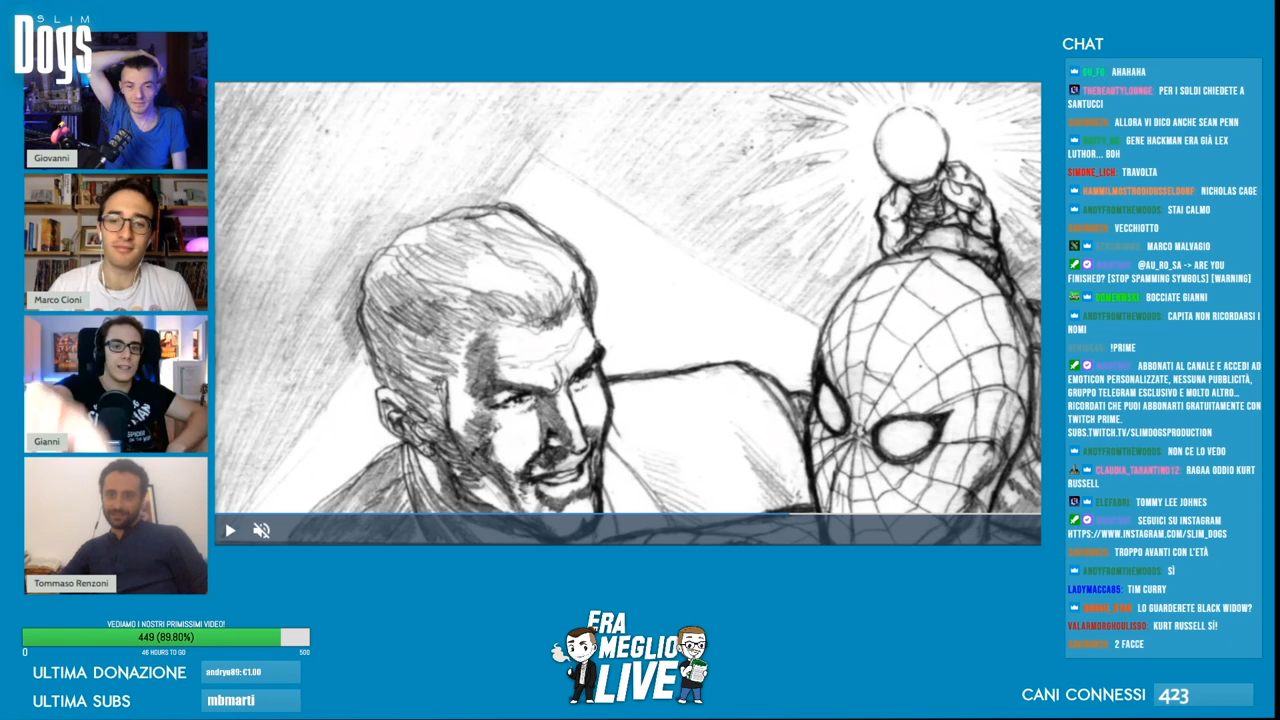 SLIM
Dogs
Giovanni
Marco Cioni
Gianni
Tommaso Renzoni
VEDIAMO I NOSTRI PRIMISSIMI VIDEO!
449 (89.80%)
0
48 HOURS TO GO
500
ULTIMA DONAZIONE
andryu89: €1.00
ULTIMA SUBS
mbmarti
ERA
MEGLIO
LIVE
CHAT
AHAHAHA
THEBEAUTYLOUNGE: PER I SOLDI CHIEDETE A
SANTUCCI
ALLORA VI DICO ANCHE SEAN PENN
GENE HACKMAN ERA GIÀ LEX
LUTHOR... BOH
SIMONE_LICH: TRAVOLTA
HAMMILMOSTRODIDUSSELDORF: NICHOLAS CAGE
ANDYFROMTHEWOODS: STAI CALMO
VECCHIOTTO
MARCO MALVAGIO
@AU_RO_SA -> ARE YOU
FINISHED? [STOP SPAMMING SYMBOLS] [WARNING]
BOCCIATE GIANNI
ANDYFROMTHEWOODS: CAPITA NON RICORDARSI I
NOMI
!PRIME
ABBONATI AL CANALE E ACCEDI AD
EMOTICON PERSONALIZZATE, NESSUNA PUBBLICITÀ,
GRUPPO TELEGRAM ESCLUSIVO E MOLTO ALTRO...
RICORDATI CHE PUOI ABBONARTI GRATUITAMENTE CON
TWITCH PRIME.
SUBS.TWITCH.TV/SLIMDOGSPRODUCTION
ANDYFROMTHEWOODS: NON CE LO VEDO
CLAUDIA_TARANTINO12: RAGAA ODDIO KURT
RUSSELL
TOMMY LEE JOHNES
SEGUICI SU INSTAGRAM
HTTPS://WWW.INSTAGRAM.COM/SLIM_DOGS
TROPPO AVANTI CON L'ETÀ
ANDYFROMTHEWOODS: SÌ
LADYMACCA85: TIM CURRY
LO GUARDERETE BLACK WIDOW?
VALARMORGHOOLIS90: KURT RUSSELL SÍ!
2 FACCE
CANI CONNESSI 423